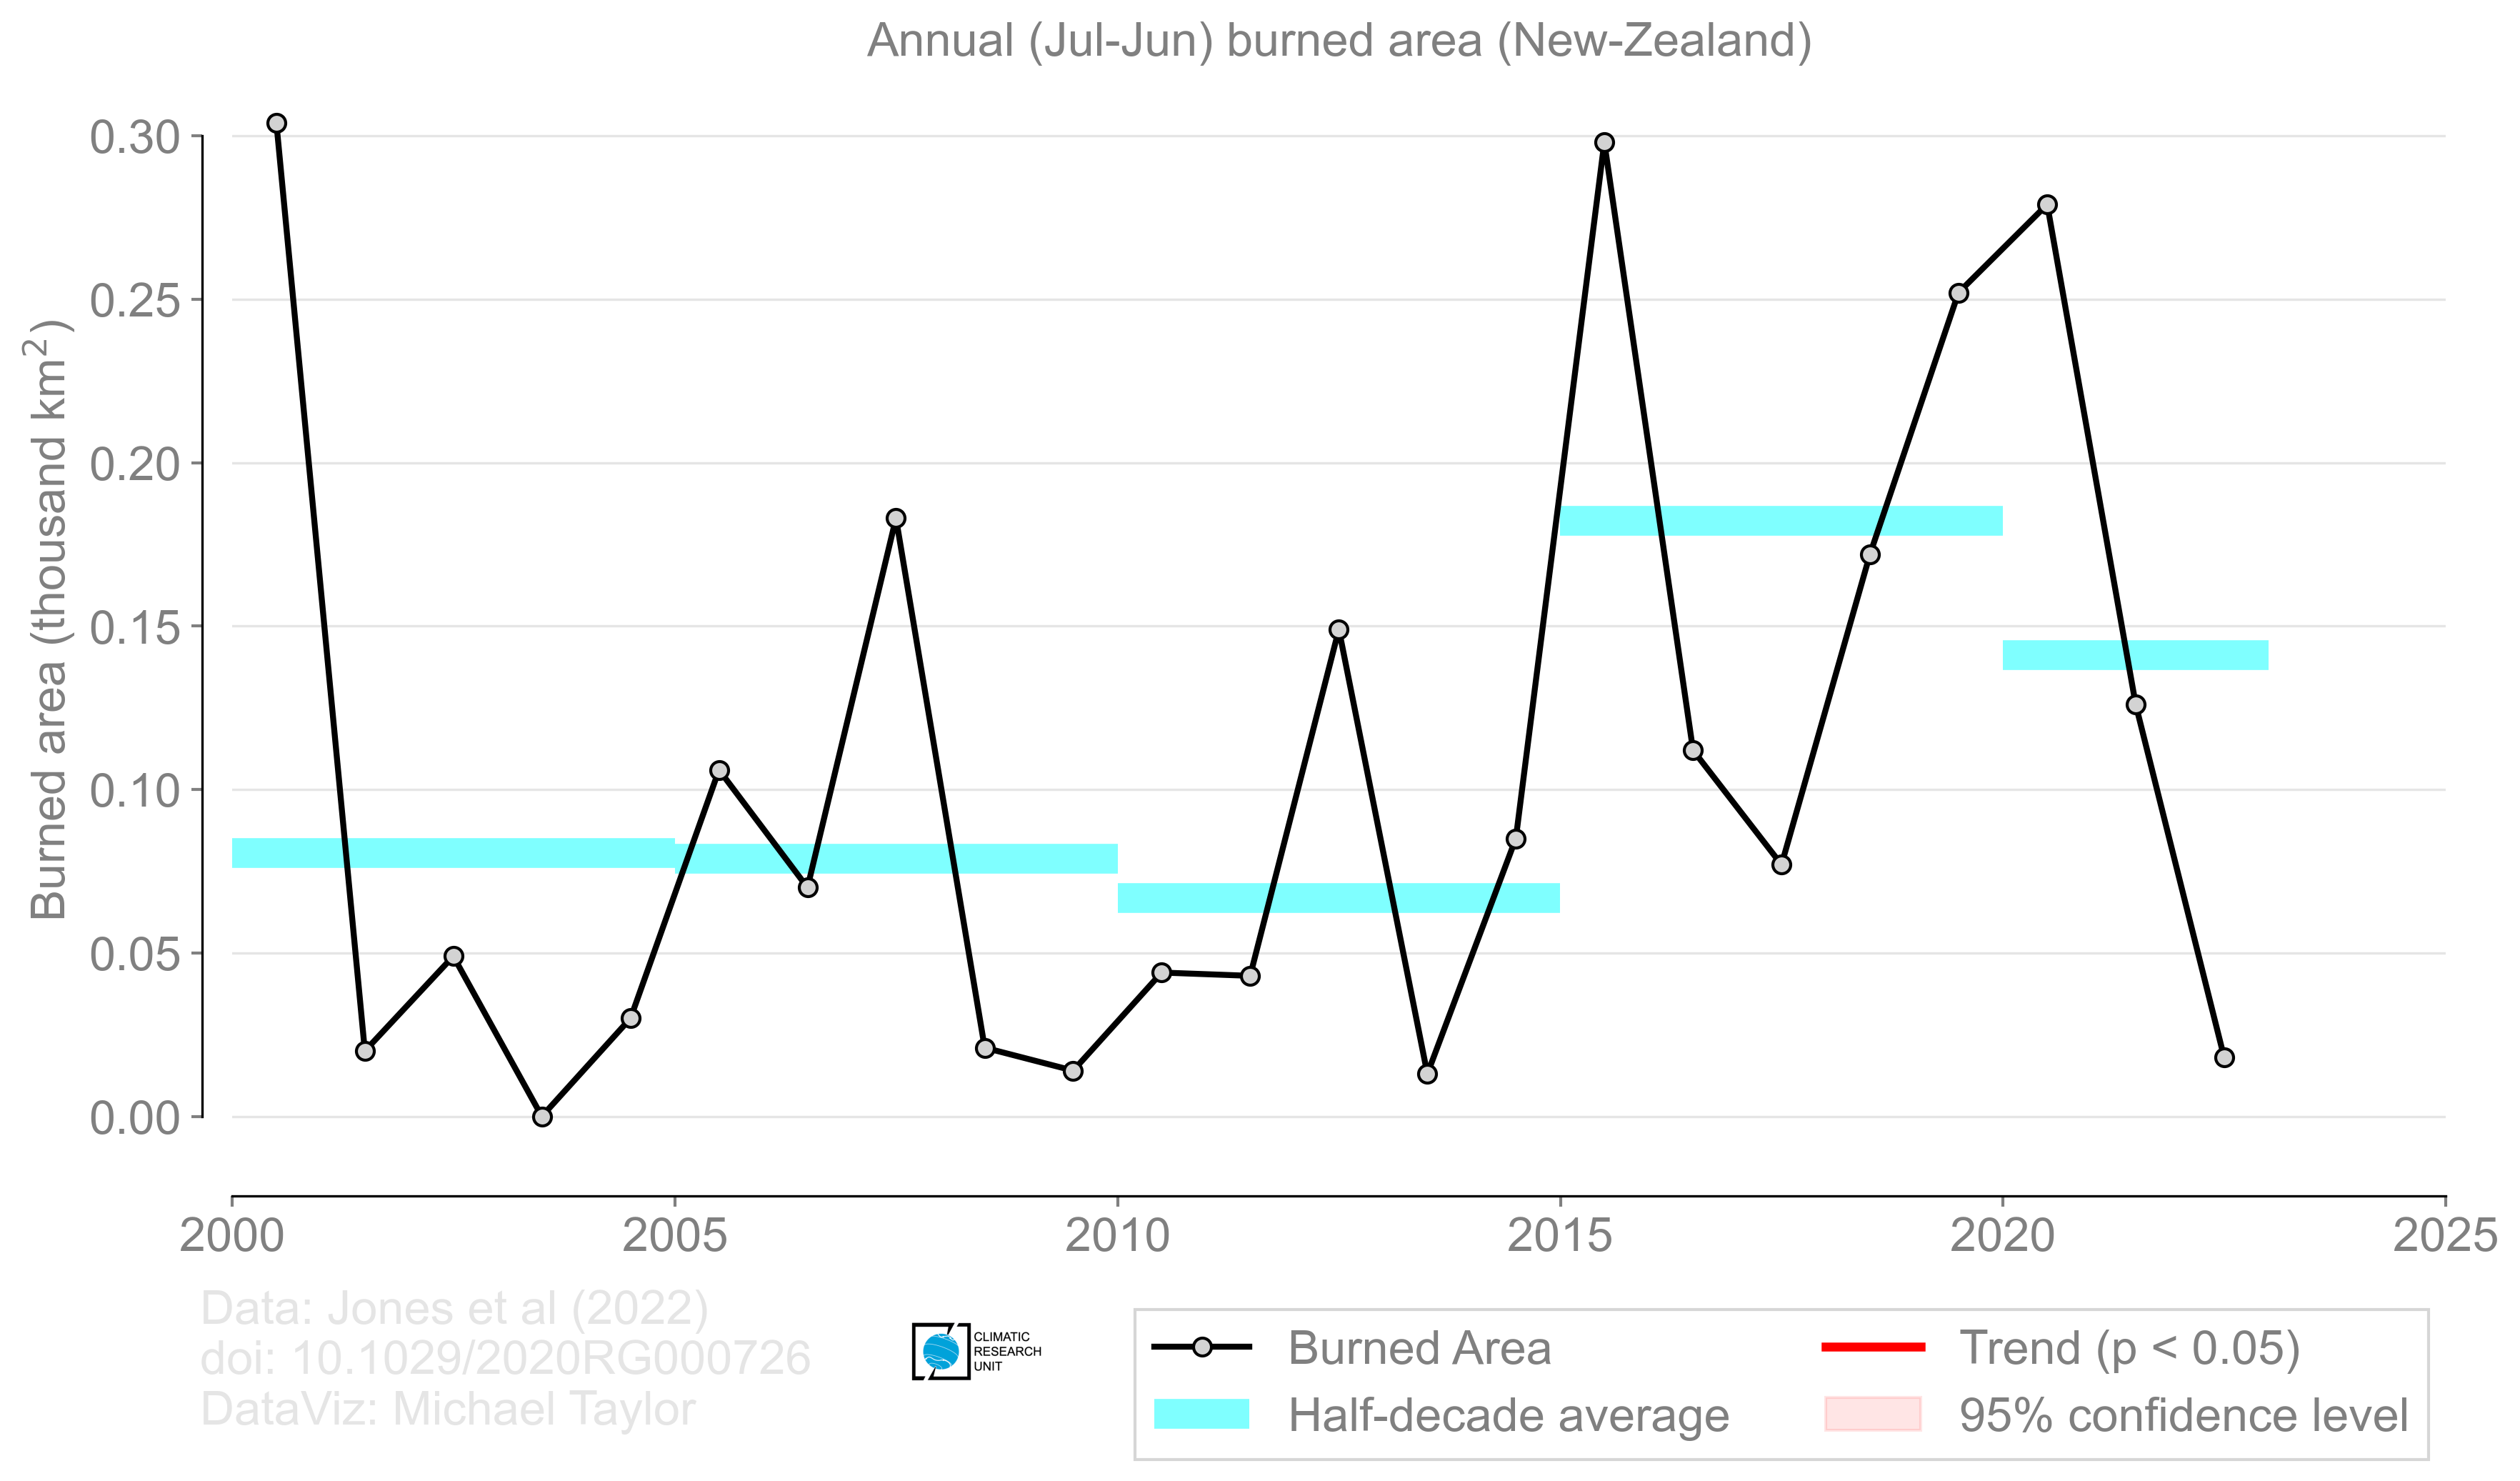 Annual (Jul-Jun) burned area (New-Zealand)
Burned area (thousand km²)
0.30
0.25
0.20
0.15
0.10
0.05
0.00
2000 2005 2010 2015 2020 2025
Data: Jones et al (2022)
doi: 10.1029/2020RG000726
DataViz: Michael Taylor
CLIMATIC
RESEARCH
UNIT
Burned Area
Half-decade average
Trend (p < 0.05)
95% confidence level